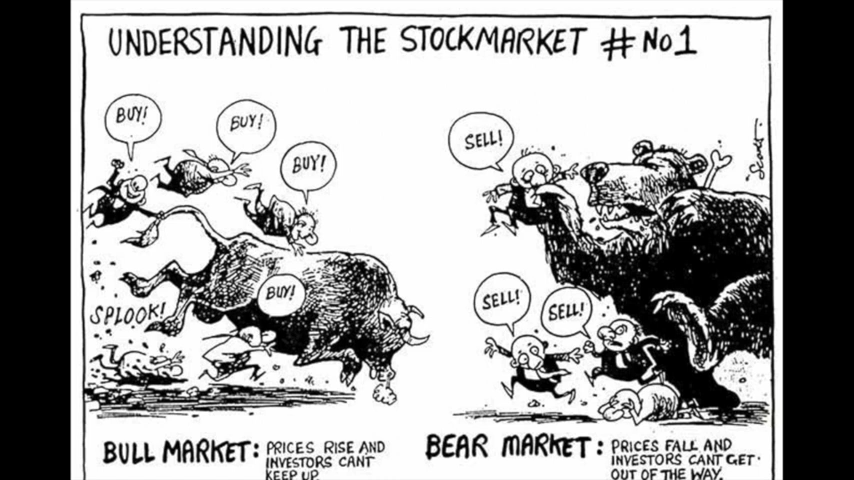 UNDERSTANDING THE STOCKMARKET # No1
BUY!
BUY!
BUY!
BUY!
SPLOOK!
SELL!
SELL!
SELL!
BULL MARKET: PRICES RISE AND
INVESTORS CANT
KEEP UP
BEAR MARKET: PRICES FALL AND
INVESTORS CANT GET
OUT OF THE WAY.